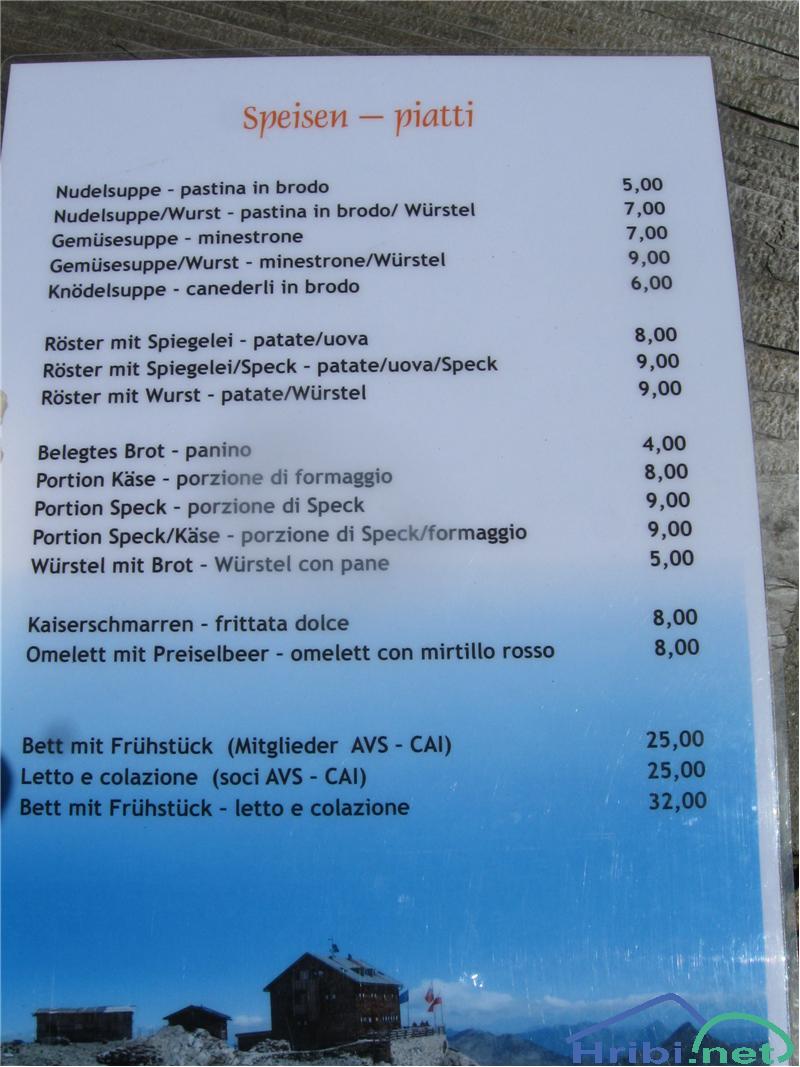 Speisen – piatti
Nudelsuppe - pastina in brodo 5,00
Nudelsuppe/Wurst - pastina in brodo/ Würstel 7,00
Gemüsesuppe - minestrone 7,00
Gemüsesuppe/Wurst - minestrone/Würstel 9,00
Knödelsuppe - canederli in brodo 6,00
Röster mit Spiegelei - patate/uova 8,00
Röster mit Spiegelei/Speck - patate/uova/Speck 9,00
Röster mit Wurst - patate/Würstel 9,00
Belegtes Brot - panino 4,00
Portion Käse - porzione di formaggio 8,00
Portion Speck - porzione di Speck 9,00
Portion Speck/Käse - porzione di Speck/formaggio 9,00
Würstel mit Brot - Würstel con pane 5,00
Kaiserschmarren - frittata dolce 8,00
Omelett mit Preiselbeer - omelett con mirtillo rosso 8,00
Bett mit Frühstück (Mitglieder AVS - CAI) 25,00
Letto e colazione (soci AVS - CAI) 25,00
Bett mit Frühstück - letto e colazione 32,00
Hribi.net